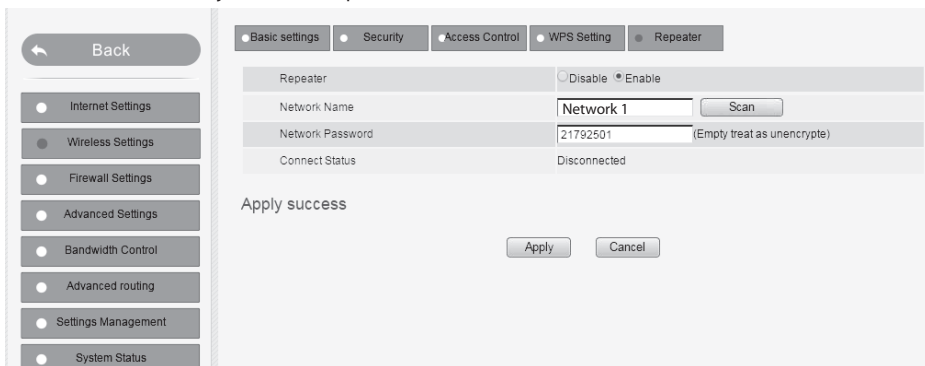 Back
Internet Settings
Wireless Settings
Firewall Settings
Advanced Settings
Bandwidth Control
Advanced routing
Settings Management
System Status
Basic settings Security Access Control WPS Setting Repeater
Repeater Disable Enable
Network Name Network 1 Scan
Network Password 21792501 (Empty treat as unencrypte)
Connect Status Disconnected
Apply success
Apply Cancel